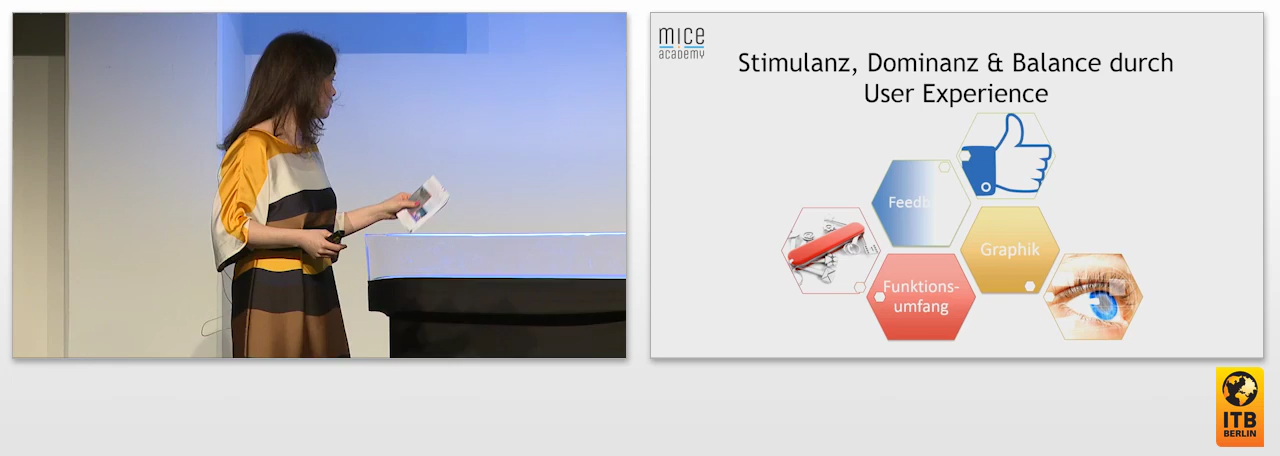 mice
academy
Stimulanz, Dominanz & Balance durch
User Experience
Graphik
Funktions-
umfang
ITB
BERLIN